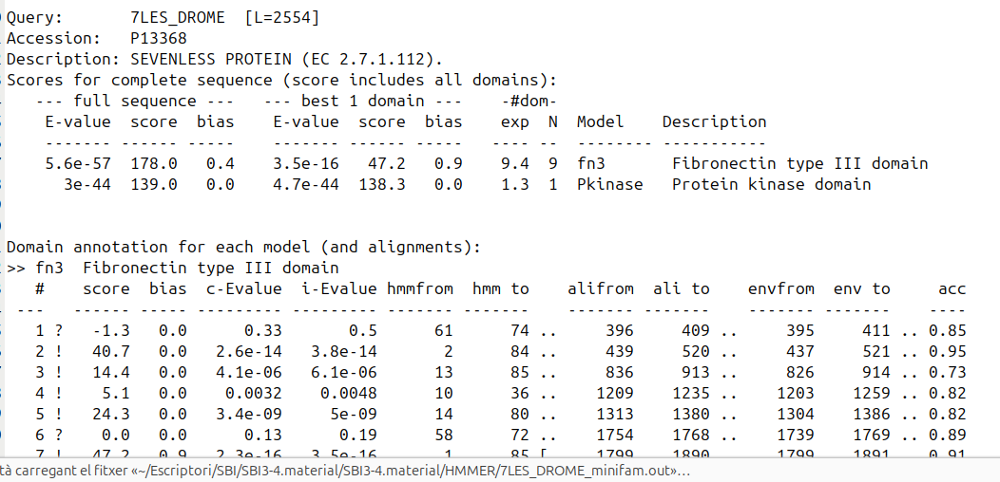 Query:       7LES_DROME  [L=2554]
Accession:   P13368
Description: SEVENLESS PROTEIN (EC 2.7.1.112).
Scores for complete sequence (score includes all domains):
   --- full sequence ---   --- best 1 domain ---    -#dom-
    E-value  score  bias    E-value  score  bias    exp  N  Model    Description
    ------- ------ -----    ------- ------ -----   ---- --  -------- -----------
    5.6e-57  178.0   0.4    3.5e-16   47.2   0.9    9.4  9  fn3       Fibronectin type III domain
      3e-44  139.0   0.0    4.7e-44  138.3   0.0    1.3  1  Pkinase   Protein kinase domain
Domain annotation for each model (and alignments):
>> fn3  Fibronectin type III domain
   #    score  bias  c-Evalue  i-Evalue hmmfrom  hmm to    alifrom  ali to    envfrom  env to     acc
 ---   ------ ----- --------- --------- ------- -------    ------- -------    ------- -------    ----
   1 ?   -1.3   0.0      0.33       0.5      61      74 ..     396     409 ..     395     411 .. 0.85
   2 !   40.7   0.0   2.6e-14   3.8e-14       2      84 ..     439     520 ..     437     521 .. 0.95
   3 !   14.4   0.0   4.1e-06   6.1e-06      13      85 ..     836     913 ..     826     914 .. 0.73
   4 !    5.1   0.0    0.0032    0.0048      10      36 ..    1209    1235 ..    1203    1259 .. 0.82
   5 !   24.3   0.0   3.4e-09     5e-09      14      80 ..    1313    1380 ..    1304    1386 .. 0.82
   6 ?    0.0   0.0      0.13      0.19      58      72 ..    1754    1768 ..    1739    1769 .. 0.89
   7 !   47.2   0.9   2.3e-16   3.5e-16       1      85 [.    1799    1890 ..    1799    1891 .. 0.91
tà carregant el fitxer «~/Escriptori/SBI/SBI3-4.material/SBI3-4.material/HMMER/7LES_DROME_minifam.out»…